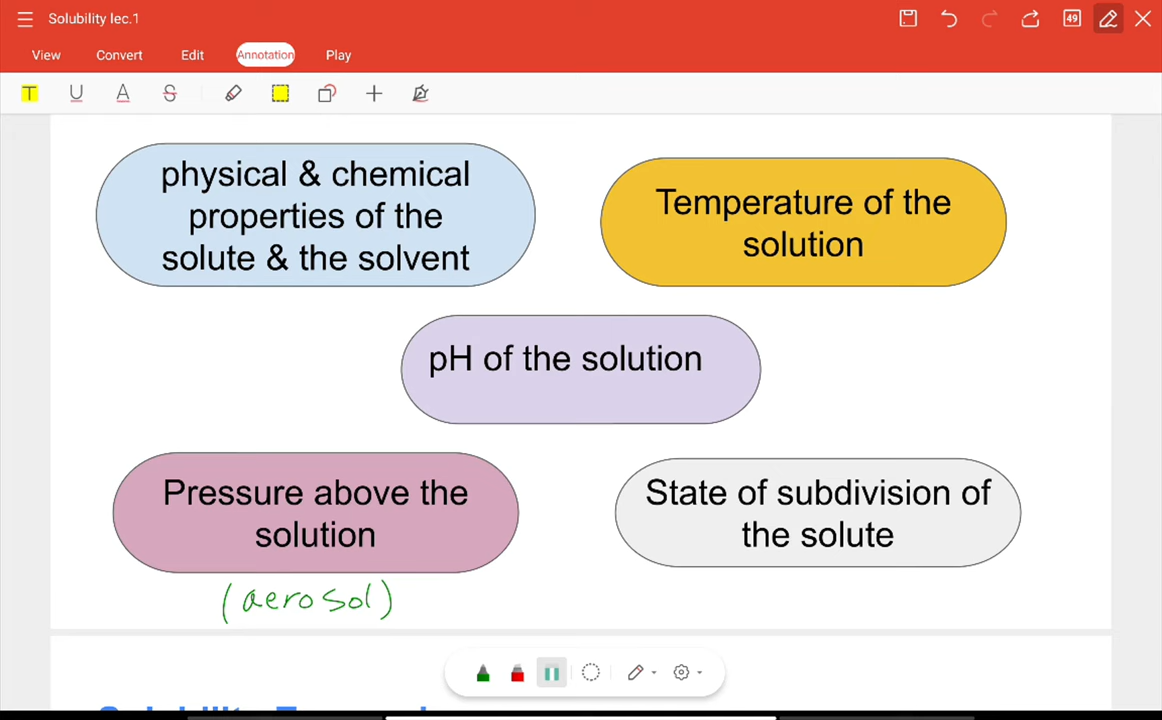 Solubility lec.1
49
View Convert Edit Annotation Play
T U A S
physical & chemical
properties of the
solute & the solvent
Temperature of the
solution
pH of the solution
Pressure above the
solution
State of subdivision of
the solute
(aerosol)